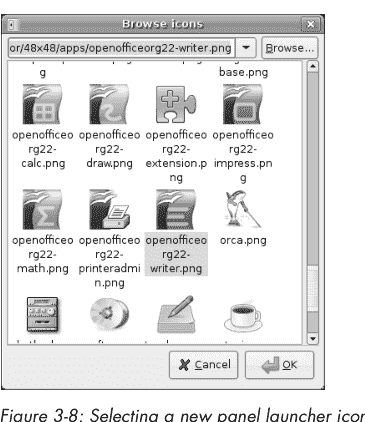 Browse icons
or/48x48/apps/openofficeorg22-writer.png Browse...
g base.png
openofficeo openofficeo openofficeo openofficeo
rg22- rg22- rg22- rg22-
calc.png draw.png extension.p impress.pn
ng g
openofficeo openofficeo openofficeo orca.png
rg22- rg22- rg22-
math.png printeradmi writer.png
n.png
Cancel OK
Figure 3-8: Selecting a new panel launcher icon